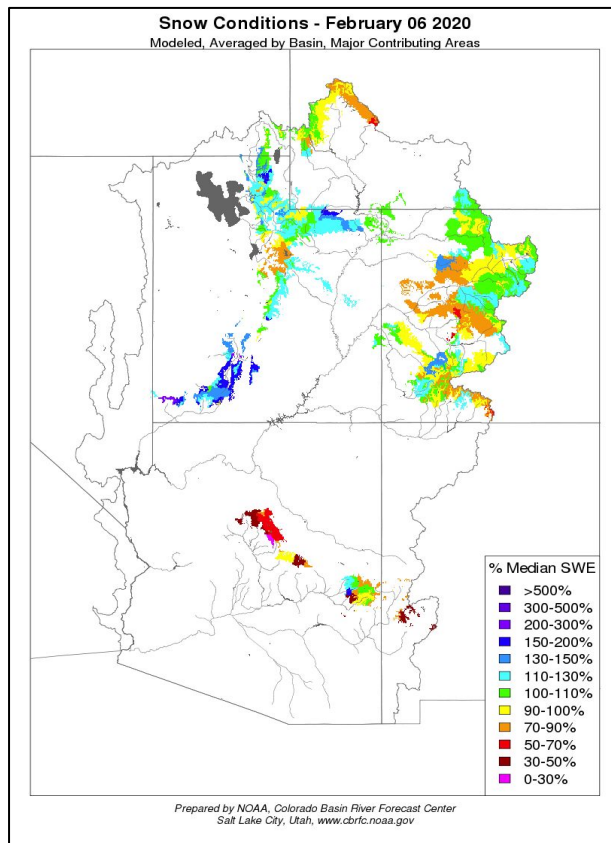 Snow Conditions - February 06 2020
Modeled, Averaged by Basin, Major Contributing Areas
% Median SWE
>500%
300-500%
200-300%
150-200%
130-150%
110-130%
100-110%
90-100%
70-90%
50-70%
30-50%
0-30%
Prepared by NOAA, Colorado Basin River Forecast Center
Salt Lake City, Utah, www.cbrfc.noaa.gov